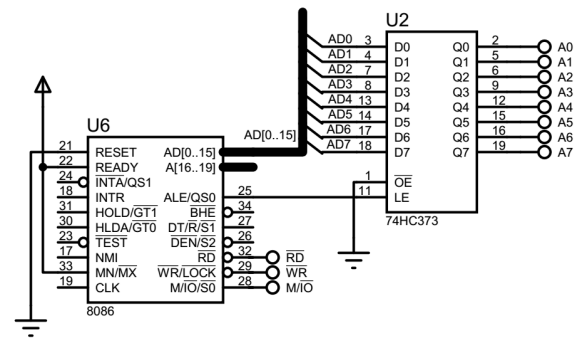 U2
AD0 3 D0 Q0 2 A0
AD1 4 D1 Q1 5 A1
AD2 7 D2 Q2 6 A2
AD3 8 D3 Q3 9 A3
AD4 13 D4 Q4 12 A4
AD5 14 D5 Q5 15 A5
AD6 17 D6 Q6 16 A6
AD7 18 D7 Q7 19 A7
1 OE
11 LE
74HC373
AD[0..15]
U6
21 RESET AD[0..15]
22 READY A[16..19]
24 INTA/QS1
18 INTR ALE/QS0 25
31 HOLD/GT1 BHE 34
30 HLDA/GT0 DT/R/S1 27
23 TEST DEN/S2 26
17 NMI RD 32 RD
33 MN/MX WR/LOCK 29 WR
19 CLK M/IO/S0 28 M/IO
8086